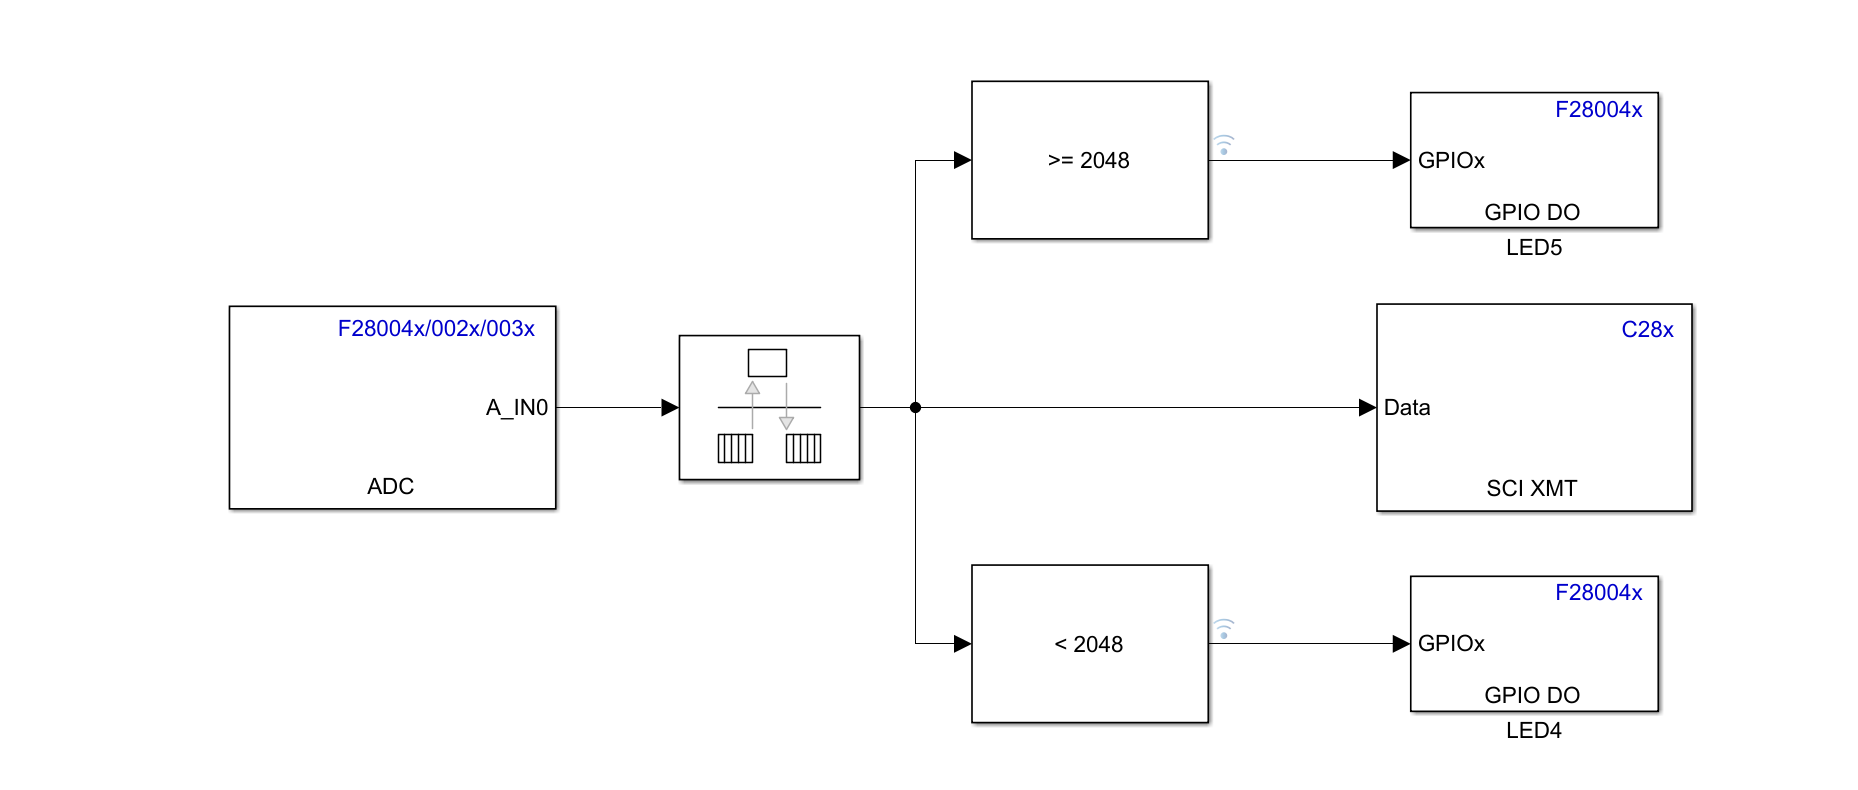 F28004x/002x/003x
A_IN0
ADC
>= 2048
F28004x
GPIOx
GPIO DO
LED5
C28x
Data
SCI XMT
< 2048
F28004x
GPIOx
GPIO DO
LED4